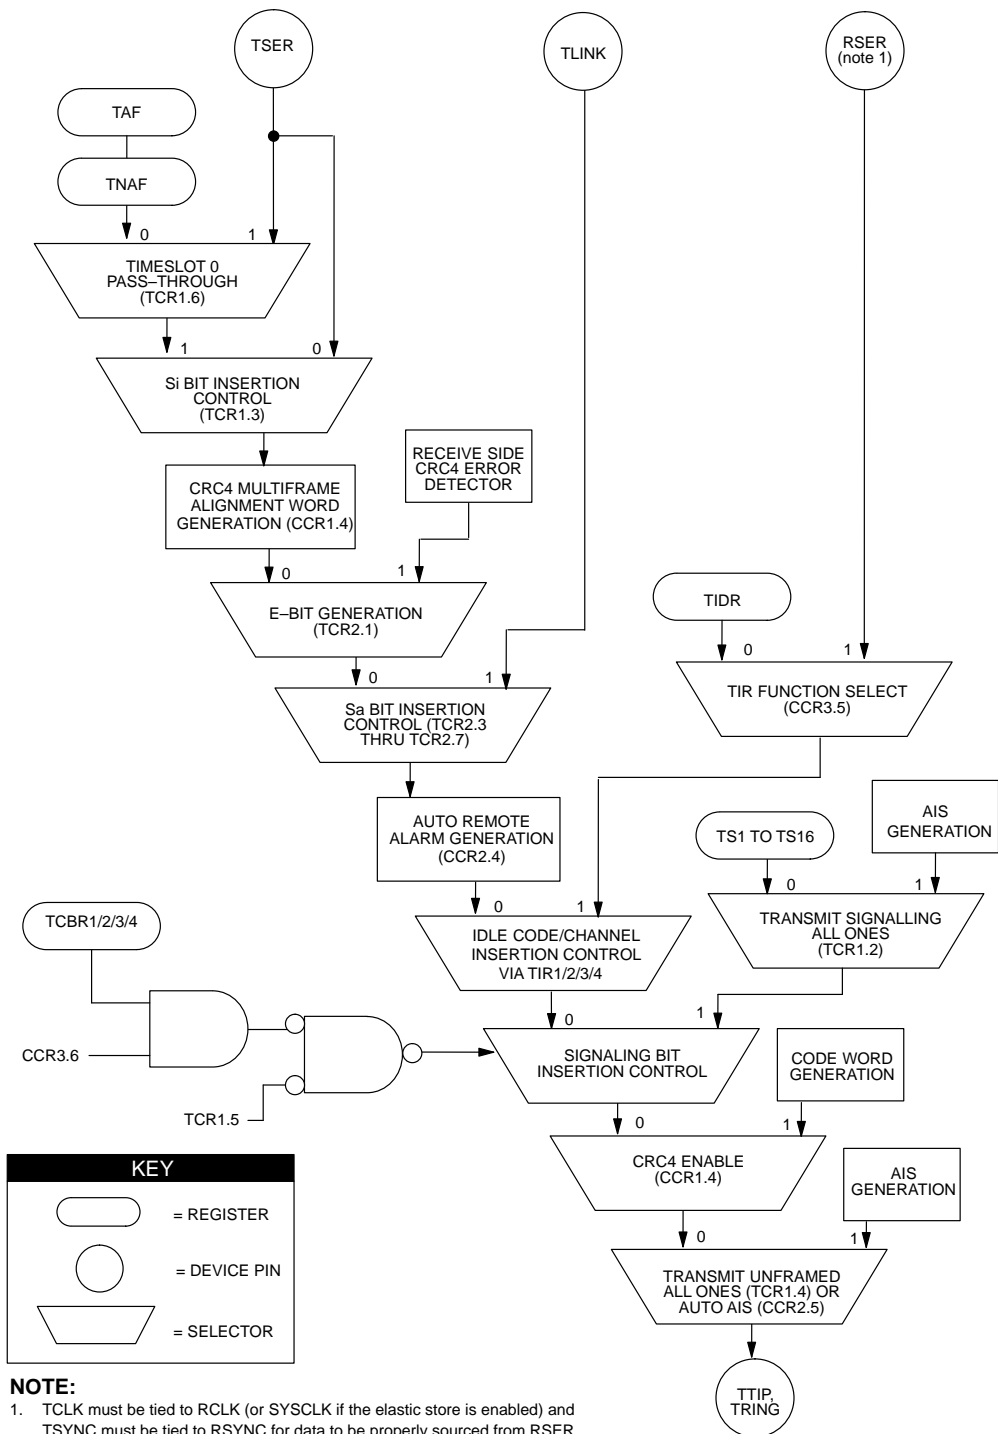 TSER
TLINK
RSER
(note 1)
TAF
TNAF
0
1
TIMESLOT 0
PASS–THROUGH
(TCR1.6)
1
0
Si BIT INSERTION
CONTROL
(TCR1.3)
RECEIVE SIDE
CRC4 ERROR
DETECTOR
CRC4 MULTIFRAME
ALIGNMENT WORD
GENERATION (CCR1.4)
0
1
E–BIT GENERATION
(TCR2.1)
TIDR
0
1
TIR FUNCTION SELECT
(CCR3.5)
0
1
Sa BIT INSERTION
CONTROL (TCR2.3
THRU TCR2.7)
AUTO REMOTE
ALARM GENERATION
(CCR2.4)
TS1 TO TS16
AIS
GENERATION
0
1
TRANSMIT SIGNALLING
ALL ONES
(TCR1.2)
0
1
IDLE CODE/CHANNEL
INSERTION CONTROL
VIA TIR1/2/3/4
TCBR1/2/3/4
CCR3.6
TCR1.5
0
1
SIGNALING BIT
INSERTION CONTROL
CODE WORD
GENERATION
0
1
CRC4 ENABLE
(CCR1.4)
AIS
GENERATION
0
1
TRANSMIT UNFRAMED
ALL ONES (TCR1.4) OR
AUTO AIS (CCR2.5)
TTIP,
TRING
KEY
= REGISTER
= DEVICE PIN
= SELECTOR
NOTE:
1. TCLK must be tied to RCLK (or SYSCLK if the elastic store is enabled) and
TSYNC must be tied to RSYNC for data to be properly sourced from RSER